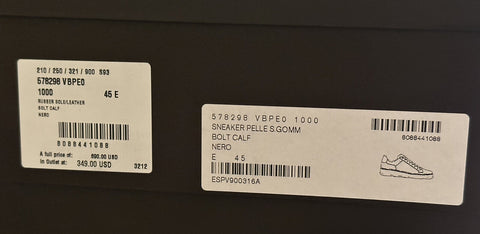 210 / 250 / 321 / 900 S93
578298 VBPE0
1000 45 E
RUBBER SOLE/LEATHER
BOLT CALF
NERO
8088441088
A full price of: 890.00 USD
In Outlet at: 349.00 USD 3212
578298 VBPE0 1000
SNEAKER PELLE S.GOMM
BOLT CALF
NERO
E 45
ESPV900316A
8088441088